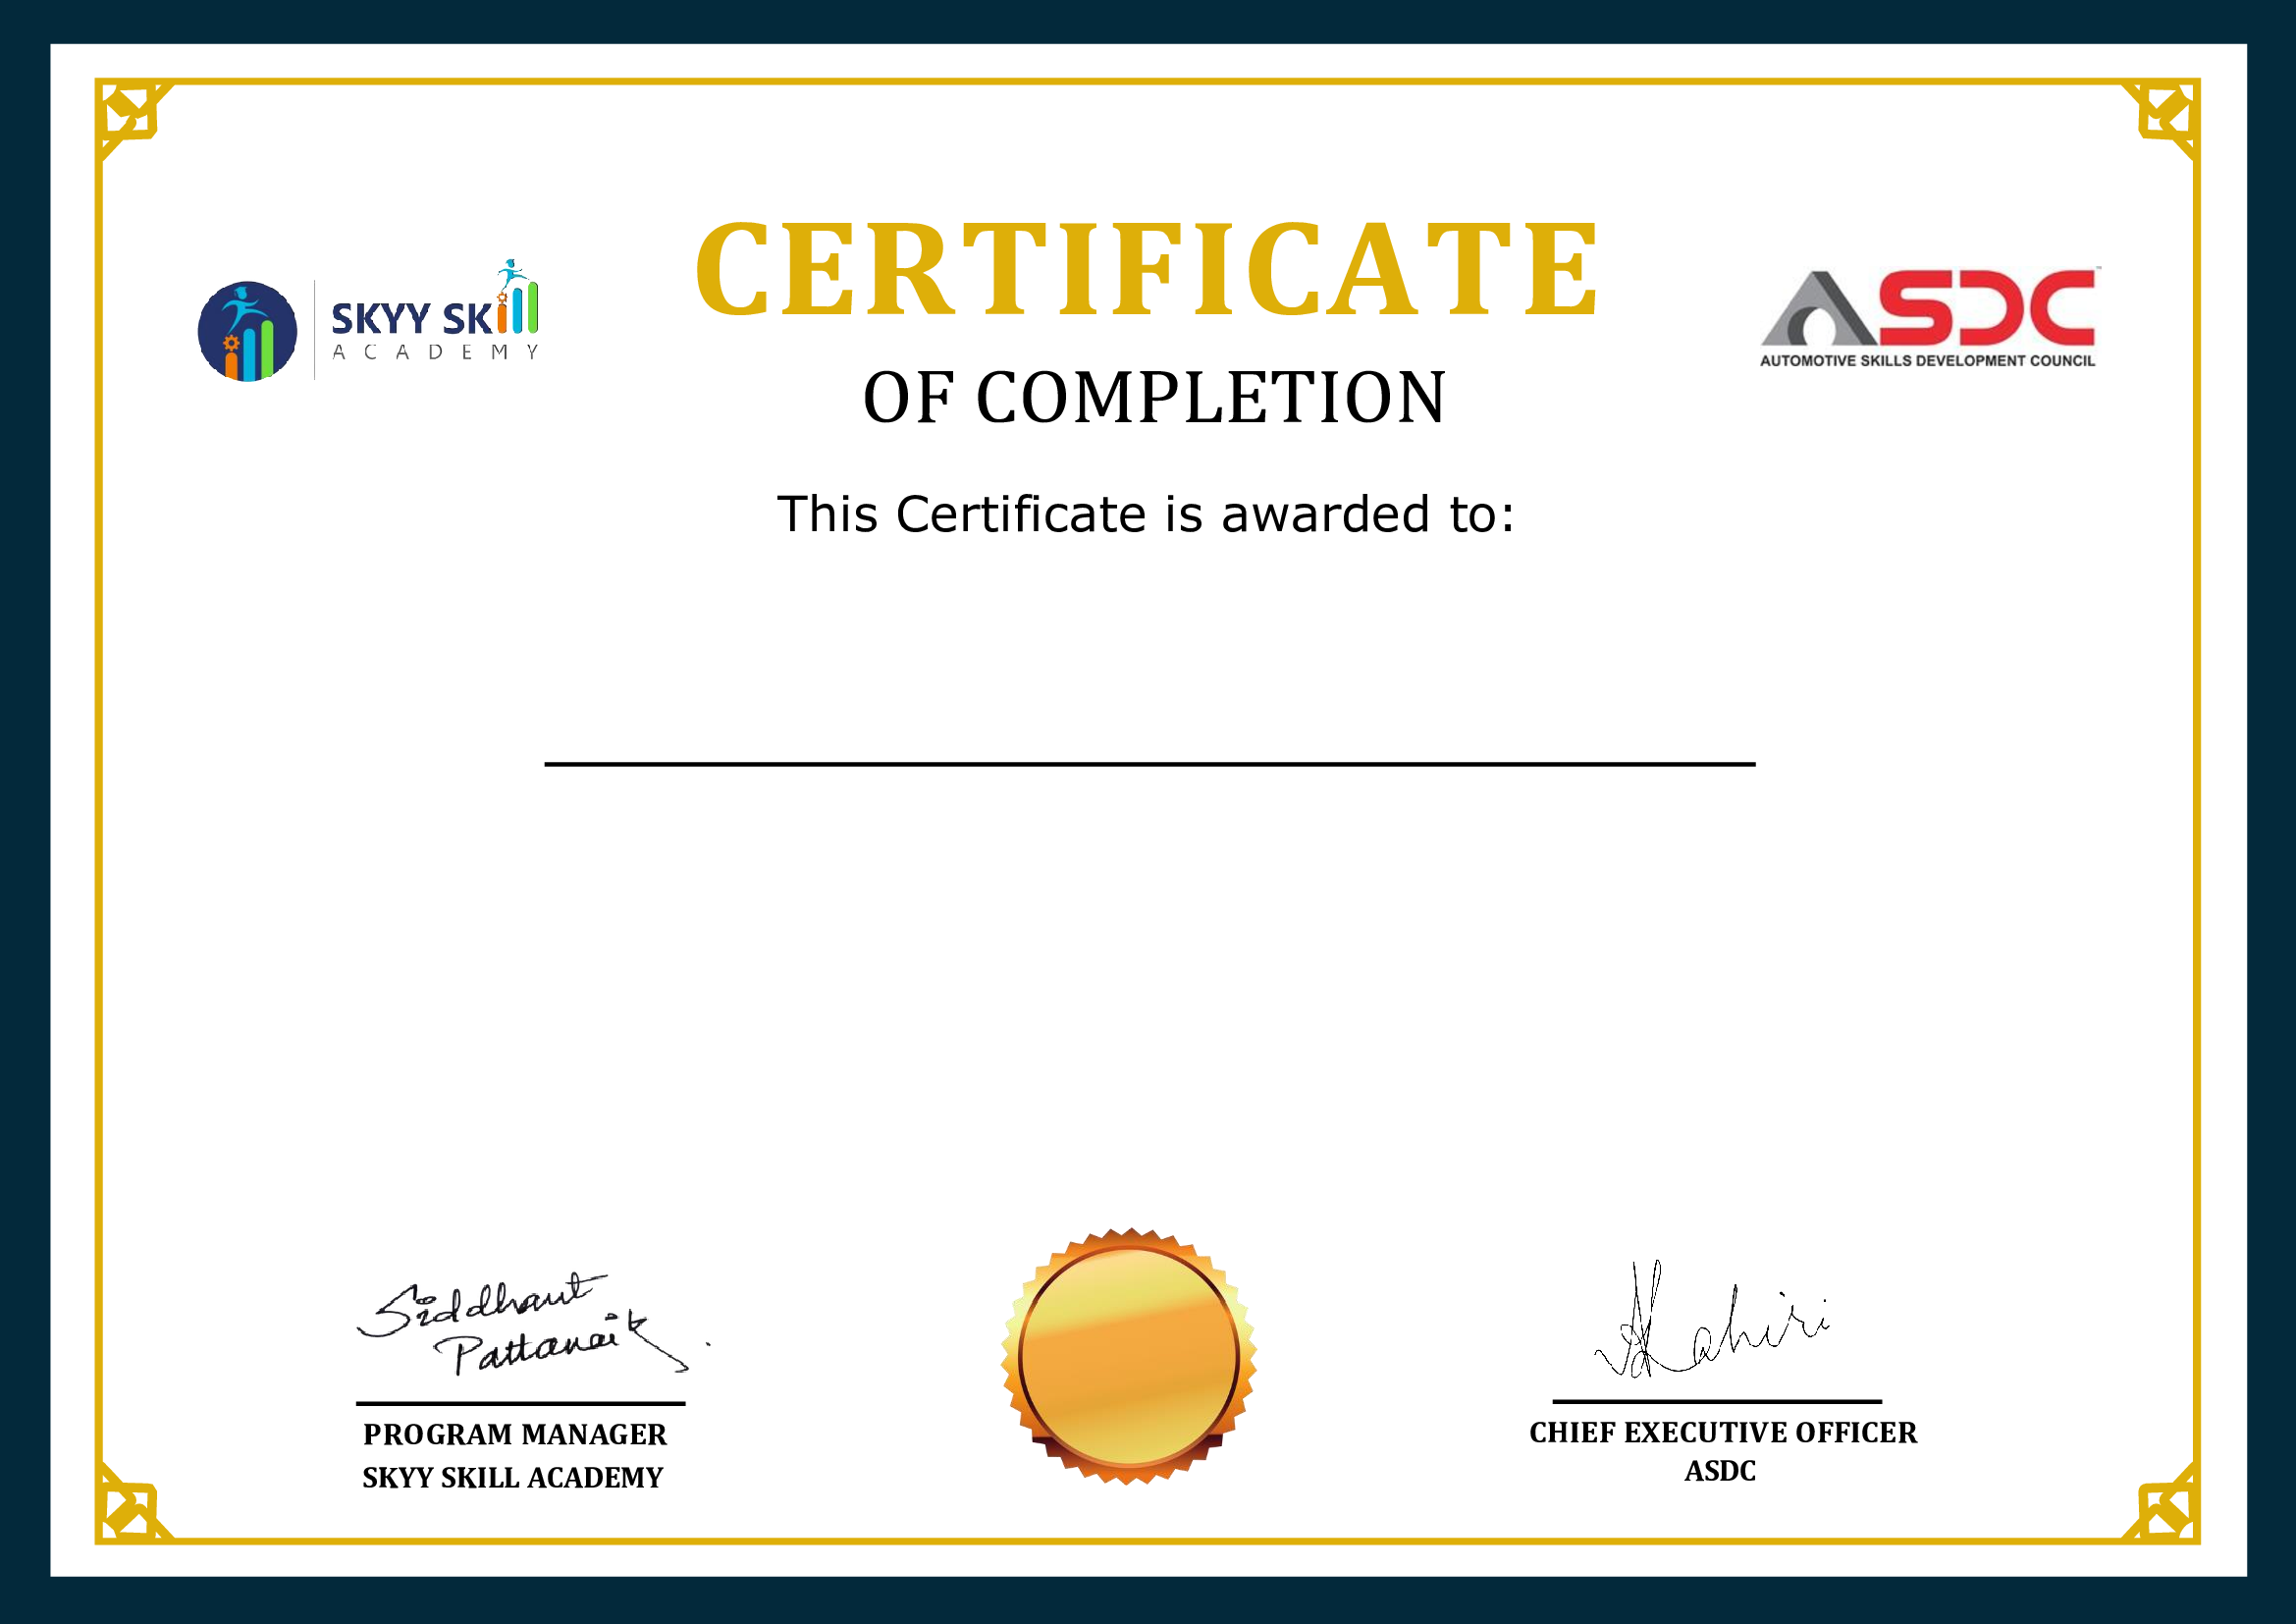 CERTIFICATE
SKYY SKill
ACADEMY
ASDC
AUTOMOTIVE SKILLS DEVELOPMENT COUNCIL
OF COMPLETION
This Certificate is awarded to:
Siddhant
Pattanaik
PROGRAM MANAGER
SKYY SKILL ACADEMY
CHIEF EXECUTIVE OFFICER
ASDC